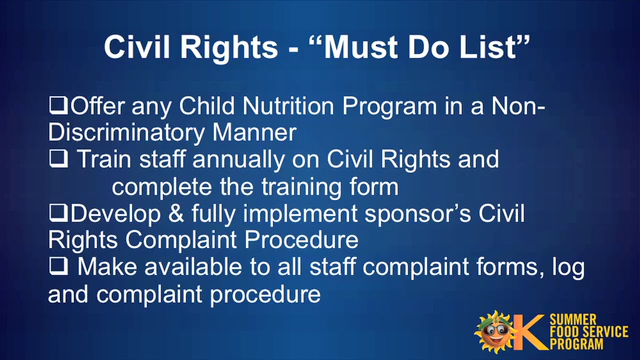 Civil Rights - “Must Do List”
❑Offer any Child Nutrition Program in a Non-
Discriminatory Manner
❑ Train staff annually on Civil Rights and
complete the training form
❑Develop & fully implement sponsor’s Civil
Rights Complaint Procedure
❑ Make available to all staff complaint forms, log
and complaint procedure
K
SUMMER
FOOD SERVICE
PROGRAM